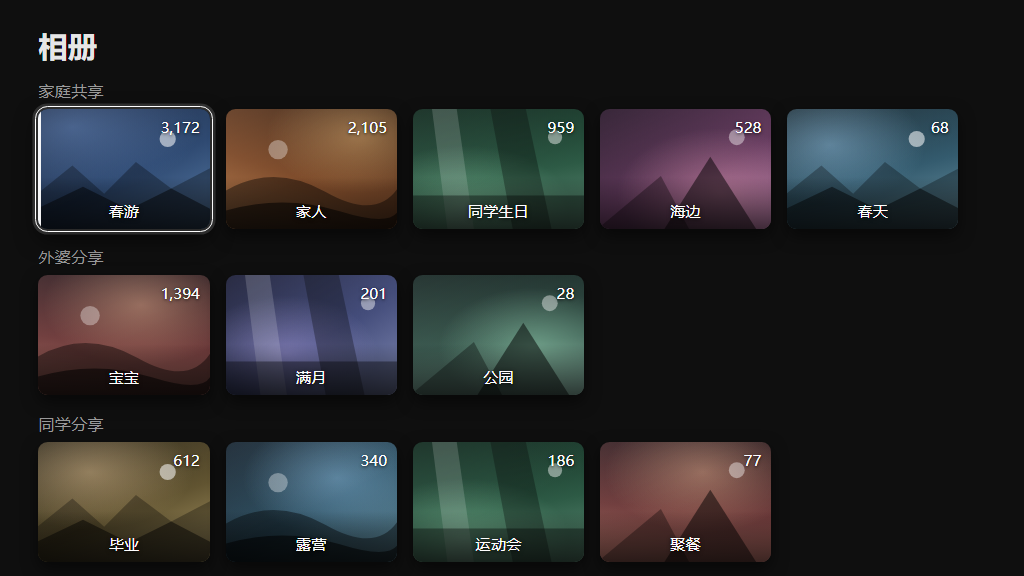 相册
家庭共享
3,172
春游
2,105
家人
959
同学生日
528
海边
68
春天
外婆分享
1,394
宝宝
201
满月
28
公园
同学分享
612
毕业
340
露营
186
运动会
77
聚餐